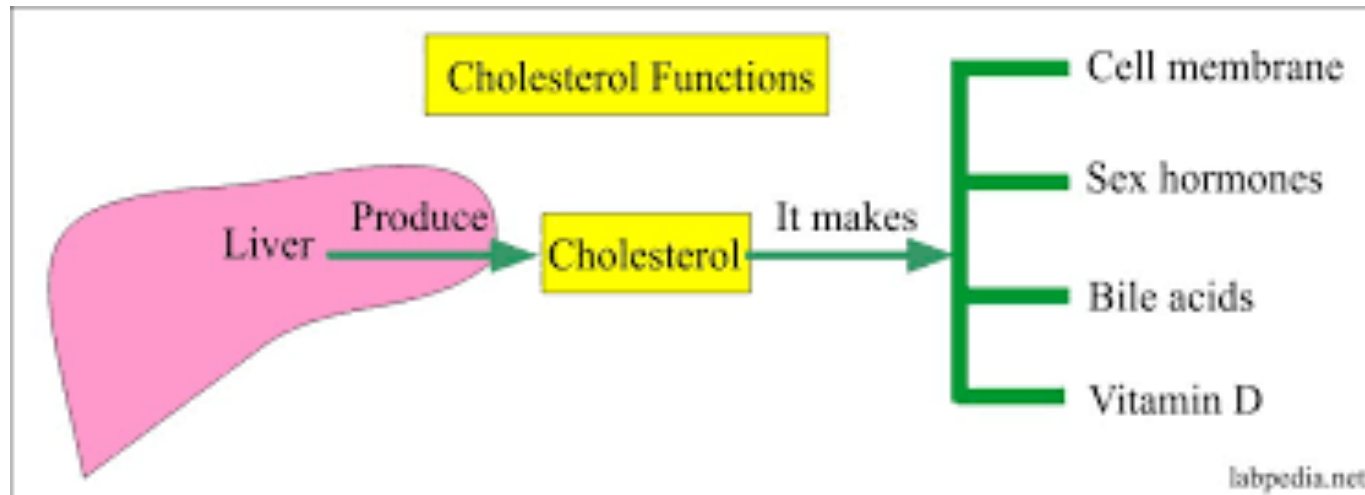 Cholesterol Functions
Liver
Produce
Cholesterol
It makes
Cell membrane
Sex hormones
Bile acids
Vitamin D
labpedia.net